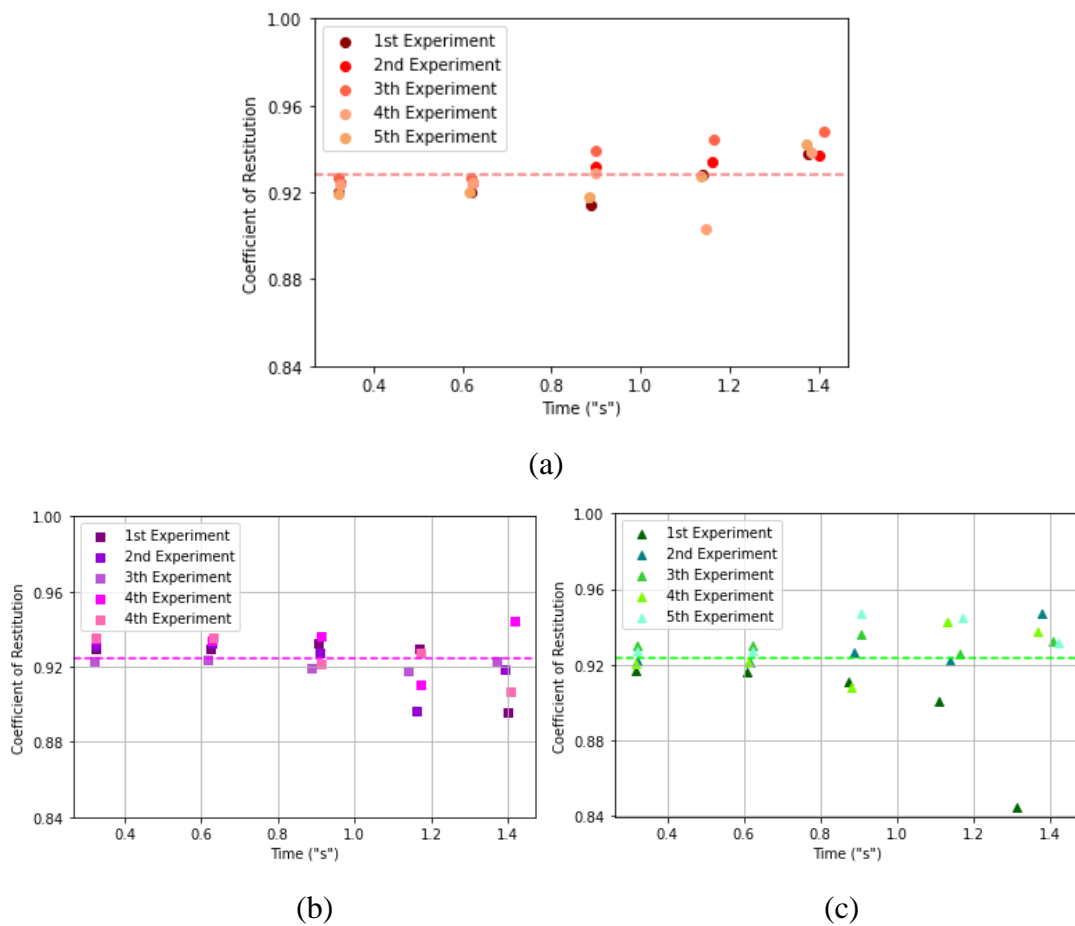 1.00
0.96
0.92
0.88
0.84
Coefficient of Restitution
1st Experiment
2nd Experiment
3th Experiment
4th Experiment
5th Experiment
0.4 0.6 0.8 1.0 1.2 1.4
Time ("s")
(a)
1.00
0.96
0.92
0.88
0.84
Coefficient of Restitution
1st Experiment
2nd Experiment
3th Experiment
4th Experiment
4th Experiment
0.4 0.6 0.8 1.0 1.2 1.4
Time ("s")
(b)
1.00
0.96
0.92
0.88
0.84
Coefficient of Restitution
1st Experiment
2nd Experiment
3th Experiment
4th Experiment
5th Experiment
0.4 0.6 0.8 1.0 1.2 1.4
Time ("s")
(c)